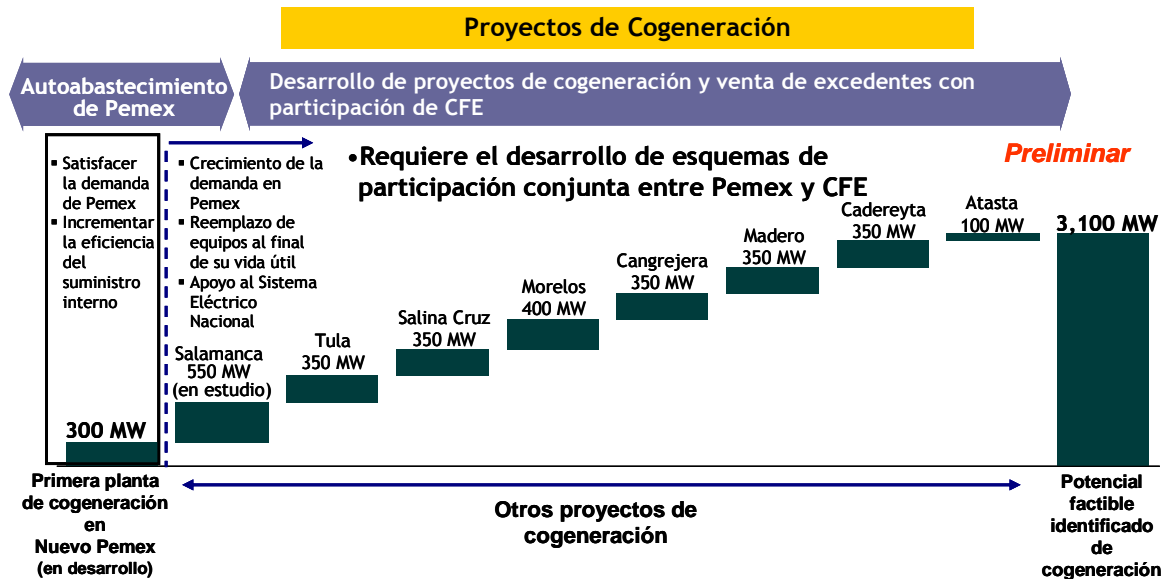 Proyectos de Cogeneración
Autoabastecimiento
de Pemex
Desarrollo de proyectos de cogeneración y venta de excedentes con
participación de CFE
▪ Satisfacer
la demanda
de Pemex
▪ Incrementar
la eficiencia
del
suministro
interno
▪ Crecimiento de la
demanda en
Pemex
▪ Reemplazo de
equipos al final
de su vida útil
▪ Apoyo al Sistema
Eléctrico
Nacional
•Requiere el desarrollo de esquemas de
participación conjunta entre Pemex y CFE
Preliminar
300 MW
Salamanca
550 MW
(en estudio)
Tula
350 MW
Salina Cruz
350 MW
Morelos
400 MW
Cangrejera
350 MW
Madero
350 MW
Cadereyta
350 MW
Atasta
100 MW
3,100 MW
Primera planta
de cogeneración
en
Nuevo Pemex
(en desarrollo)
Otros proyectos de
cogeneración
Potencial
factible
identificado
de
cogeneración